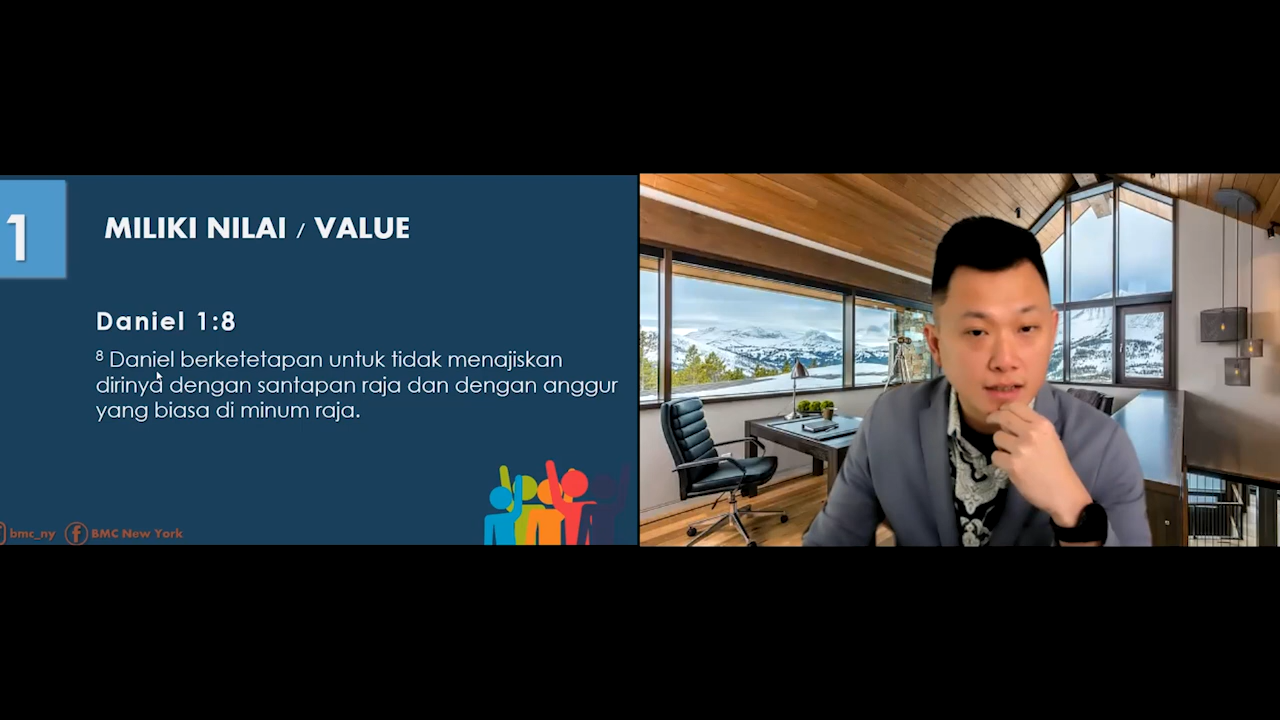 1
MILIKI NILAI / VALUE
Daniel 1:8
8 Daniel berketetapan untuk tidak menajiskan
dirinya dengan santapan raja dan dengan anggur
yang biasa di minum raja.
bmc_ny f BMC New York